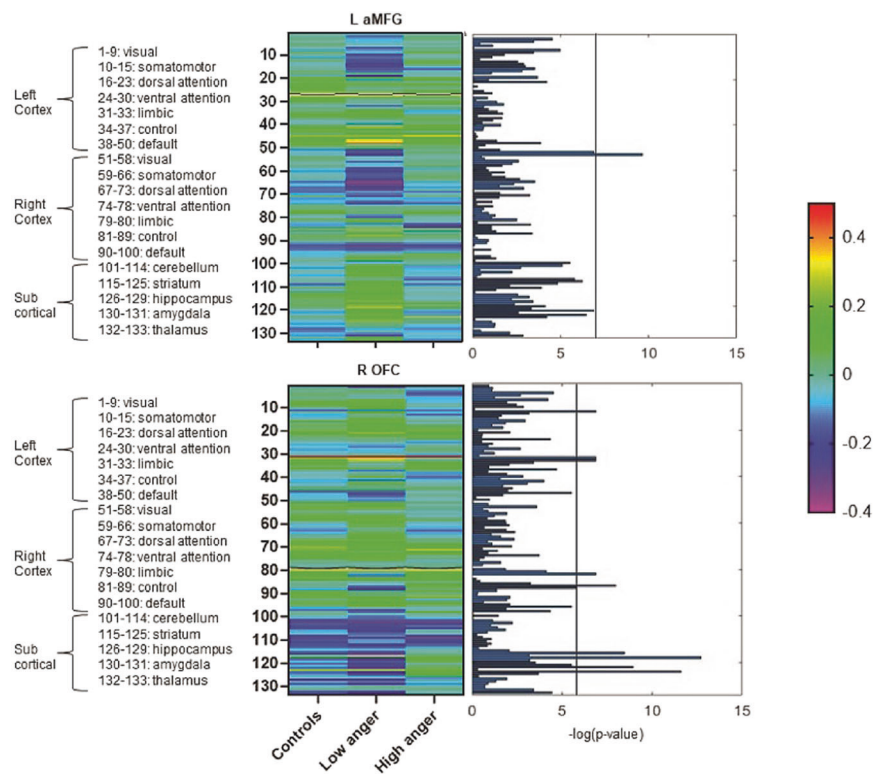 L aMFG
Left
Cortex
Right
Cortex
Sub
cortical
1-9: visual
10-15: somatomotor
16-23: dorsal attention
24-30: ventral attention
31-33: limbic
34-37: control
38-50: default
51-58: visual
59-66: somatomotor
67-73: dorsal attention
74-78: ventral attention
79-80: limbic
81-89: control
90-100: default
101-114: cerebellum
115-125: striatum
126-129: hippocampus
130-131: amygdala
132-133: thalamus
10
20
30
40
50
60
70
80
90
100
110
120
130
0 5 10 15
0.4
0.2
0
-0.2
-0.4
R OFC
Left
Cortex
Right
Cortex
Sub
cortical
1-9: visual
10-15: somatomotor
16-23: dorsal attention
24-30: ventral attention
31-33: limbic
34-37: control
38-50: default
51-58: visual
59-66: somatomotor
67-73: dorsal attention
74-78: ventral attention
79-80: limbic
81-89: control
90-100: default
101-114: cerebellum
115-125: striatum
126-129: hippocampus
130-131: amygdala
132-133: thalamus
10
20
30
40
50
60
70
80
90
100
110
120
130
0 5 10 15
Controls
Low anger
High anger
-log(p-value)